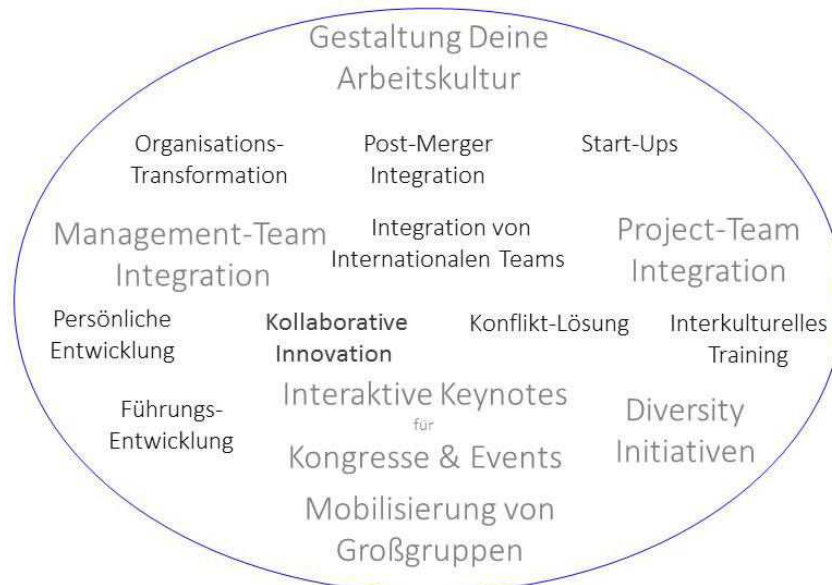 Gestaltung Deine
Arbeitskultur
Organisations-
Transformation
Post-Merger
Integration
Start-Ups
Management-Team
Integration
Integration von
Internationalen Teams
Project-Team
Integration
Persönliche
Entwicklung
Kollaborative
Innovation
Konflikt-Lösung
Interkulturelles
Training
Führungs-
Entwicklung
Interaktive Keynotes
für
Kongresse & Events
Diversity
Initiativen
Mobilisierung von
Großgruppen